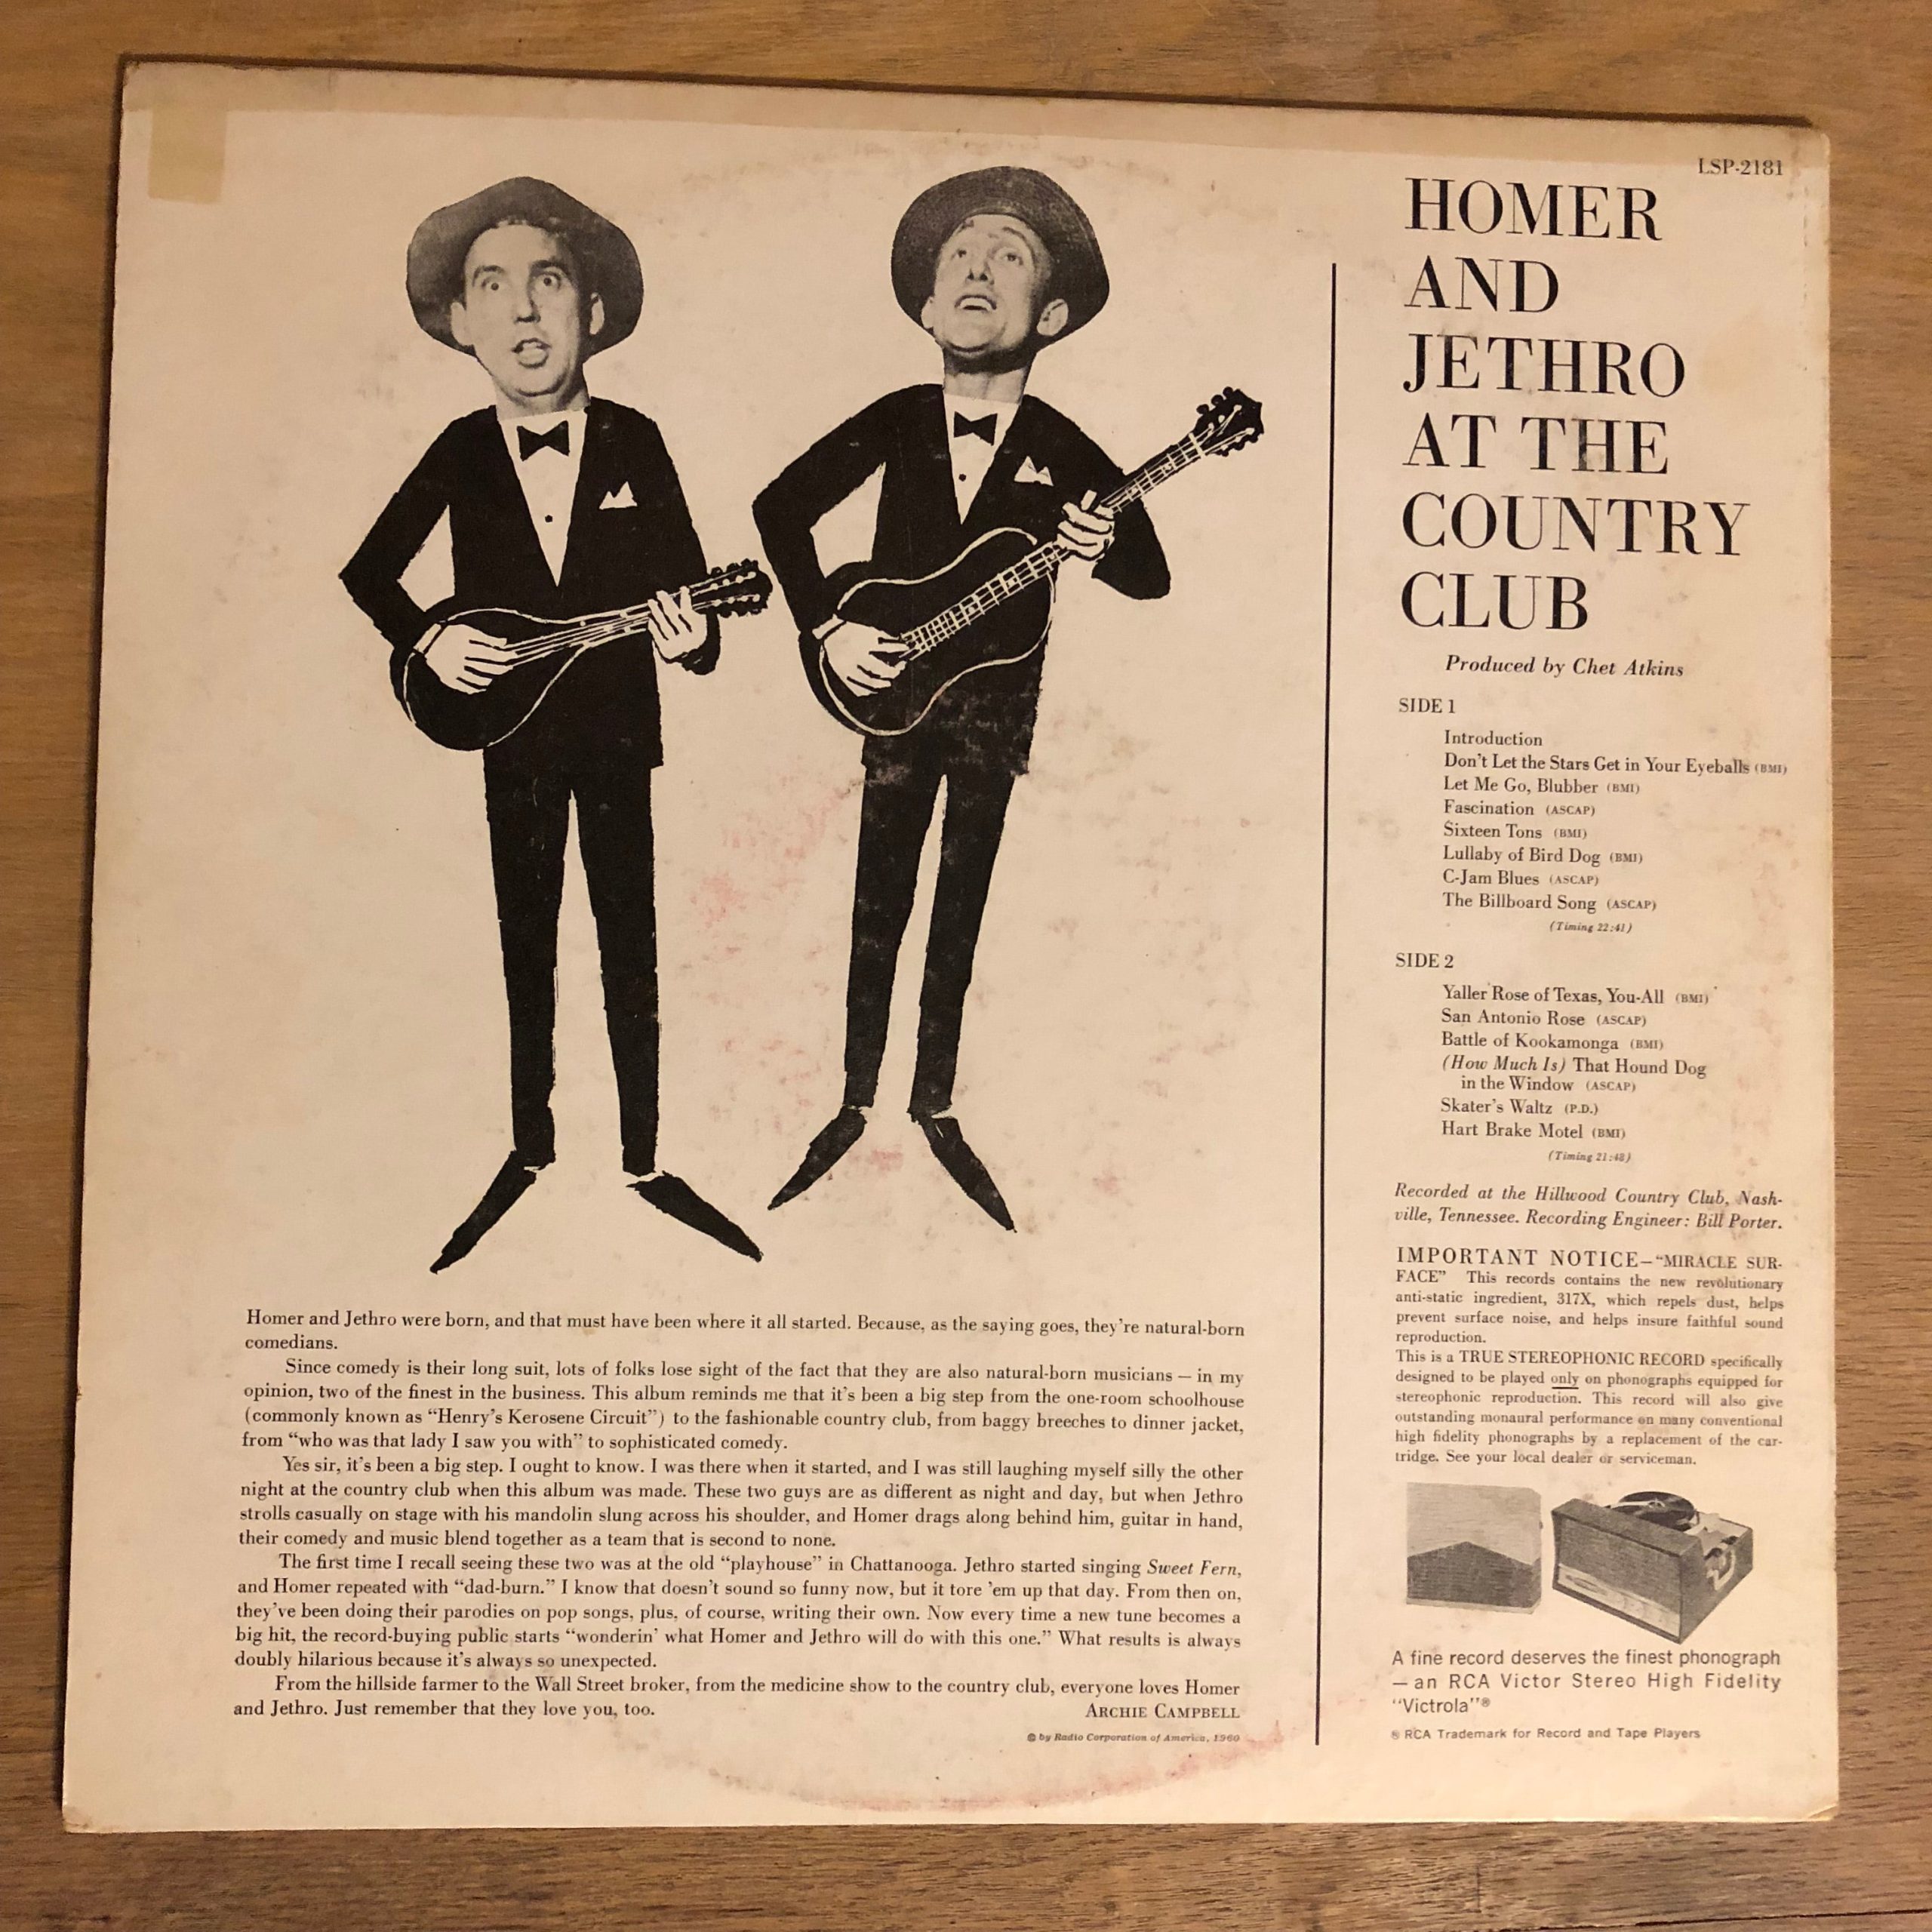 LSP-2181
HOMER
AND
JETHRO
AT THE
COUNTRY
CLUB
Produced by Chet Atkins
SIDE 1
Introduction
Don't Let the Stars Get in Your Eyeballs (BMI)
Let Me Go, Blubber (BMI)
Fascination (ASCAP)
Sixteen Tons (BMI)
Lullaby of Bird Dog (BMI)
C-Jam Blues (ASCAP)
The Billboard Song (ASCAP)
(Timing 22:41)
SIDE 2
Yaller Rose of Texas, You-All (BMI)
San Antonio Rose (ASCAP)
Battle of Kookamonga (BMI)
(How Much Is) That Hound Dog
in the Window (ASCAP)
Skater's Waltz (P.D.)
Hart Brake Motel (BMI)
(Timing 21:48)
Recorded at the Hillwood Country Club, Nash-
ville, Tennessee. Recording Engineer: Bill Porter.
IMPORTANT NOTICE—"MIRACLE SUR-
FACE" This records contains the new revolutionary
anti-static ingredient, 317X, which repels dust, helps
prevent surface noise, and helps insure faithful sound
reproduction.
This is a TRUE STEREOPHONIC RECORD specifically
designed to be played only on phonographs equipped for
stereophonic reproduction. This record will also give
outstanding monaural performance on many conventional
high fidelity phonographs by a replacement of the car-
tridge. See your local dealer or serviceman.
A fine record deserves the finest phonograph
—an RCA Victor Stereo High Fidelity
"Victrola"®
® RCA Trademark for Record and Tape Players
Homer and Jethro were born, and that must have been where it all started. Because, as the saying goes, they're natural-born
comedians.
Since comedy is their long suit, lots of folks lose sight of the fact that they are also natural-born musicians — in my
opinion, two of the finest in the business. This album reminds me that it's been a big step from the one-room schoolhouse
(commonly known as "Henry's Kerosene Circuit") to the fashionable country club, from baggy breeches to dinner jacket,
from "who was that lady I saw you with" to sophisticated comedy.
Yes sir, it's been a big step. I ought to know. I was there when it started, and I was still laughing myself silly the other
night at the country club when this album was made. These two guys are as different as night and day, but when Jethro
strolls casually on stage with his mandolin slung across his shoulder, and Homer drags along behind him, guitar in hand,
their comedy and music blend together as a team that is second to none.
The first time I recall seeing these two was at the old "playhouse" in Chattanooga. Jethro started singing Sweet Fern,
and Homer repeated with "dad-burn." I know that doesn't sound so funny now, but it tore 'em up that day. From then on,
they've been doing their parodies on pop songs, plus, of course, writing their own. Now every time a new tune becomes a
big hit, the record-buying public starts "wonderin' what Homer and Jethro will do with this one." What results is always
doubly hilarious because it's always so unexpected.
From the hillside farmer to the Wall Street broker, from the medicine show to the country club, everyone loves Homer
and Jethro. Just remember that they love you, too. ARCHIE CAMPBELL
© by Radio Corporation of America, 1960